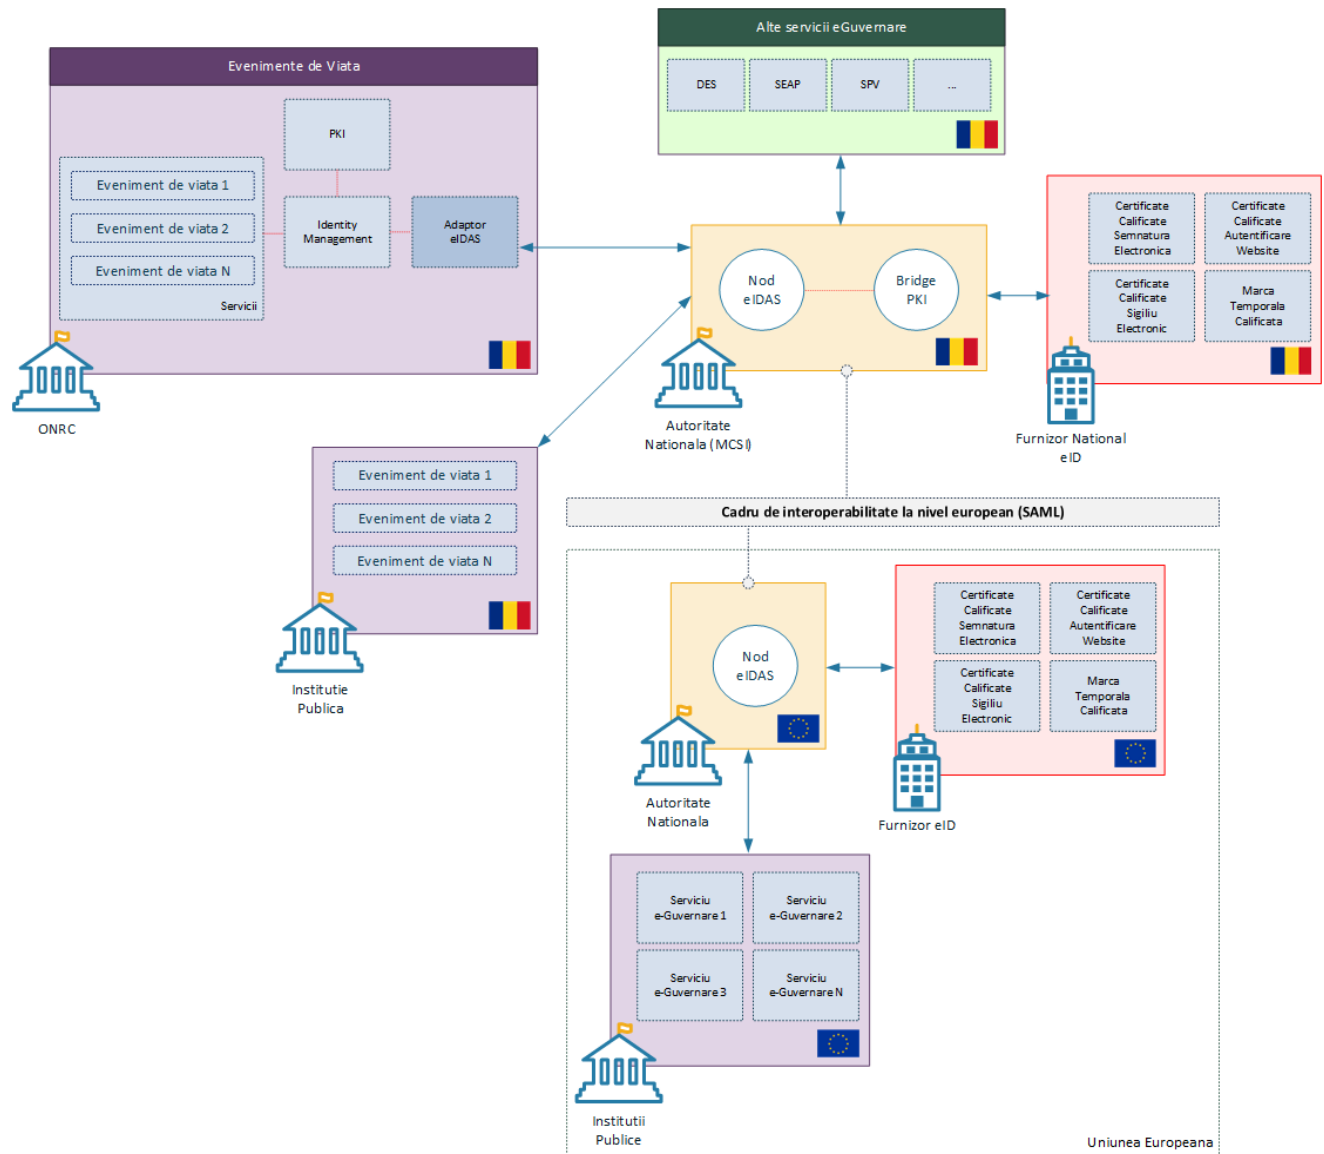 Alte servicii eGuvernare
DES
SEAP
SPV
...
Evenimente de Viata
PKI
Eveniment de viata 1
Eveniment de viata 2
Eveniment de viata N
Servicii
Identity
Management
Adaptor
eIDAS
ONRC
Nod
eIDAS
Bridge
PKI
Autoritate
Nationala (MCSI)
Certificate
Calificate
Semnatura
Electronica
Certificate
Calificate
Autentificare
Website
Certificate
Calificate
Sigiliu
Electronic
Marca
Temporala
Calificata
Furnizor National
eID
Eveniment de viata 1
Eveniment de viata 2
Eveniment de viata N
Institutie
Publica
Cadru de interoperabilitate la nivel european (SAML)
Nod
eIDAS
Autoritate
Nationala
Certificate
Calificate
Semnatura
Electronica
Certificate
Calificate
Autentificare
Website
Certificate
Calificate
Sigiliu
Electronic
Marca
Temporala
Calificata
Furnizor eID
Serviciu
e-Guvernare 1
Serviciu
e-Guvernare 2
Serviciu
e-Guvernare 3
Serviciu
e-Guvernare N
Institutii
Publice
Uniunea Europeana